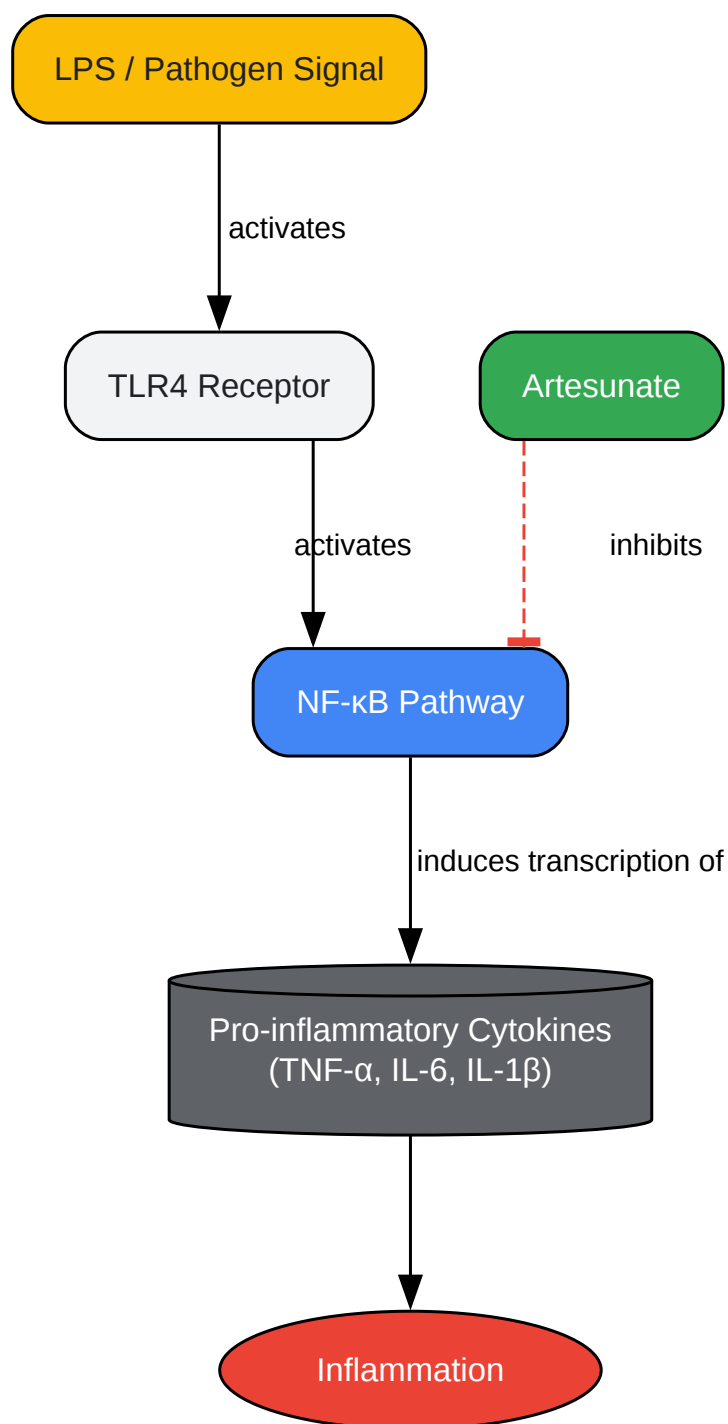 LPS / Pathogen Signal
activates
TLR4 Receptor
Artesunate
activates
inhibits
NF-κB Pathway
induces transcription of
Pro-inflammatory Cytokines
(TNF-α, IL-6, IL-1β)
Inflammation